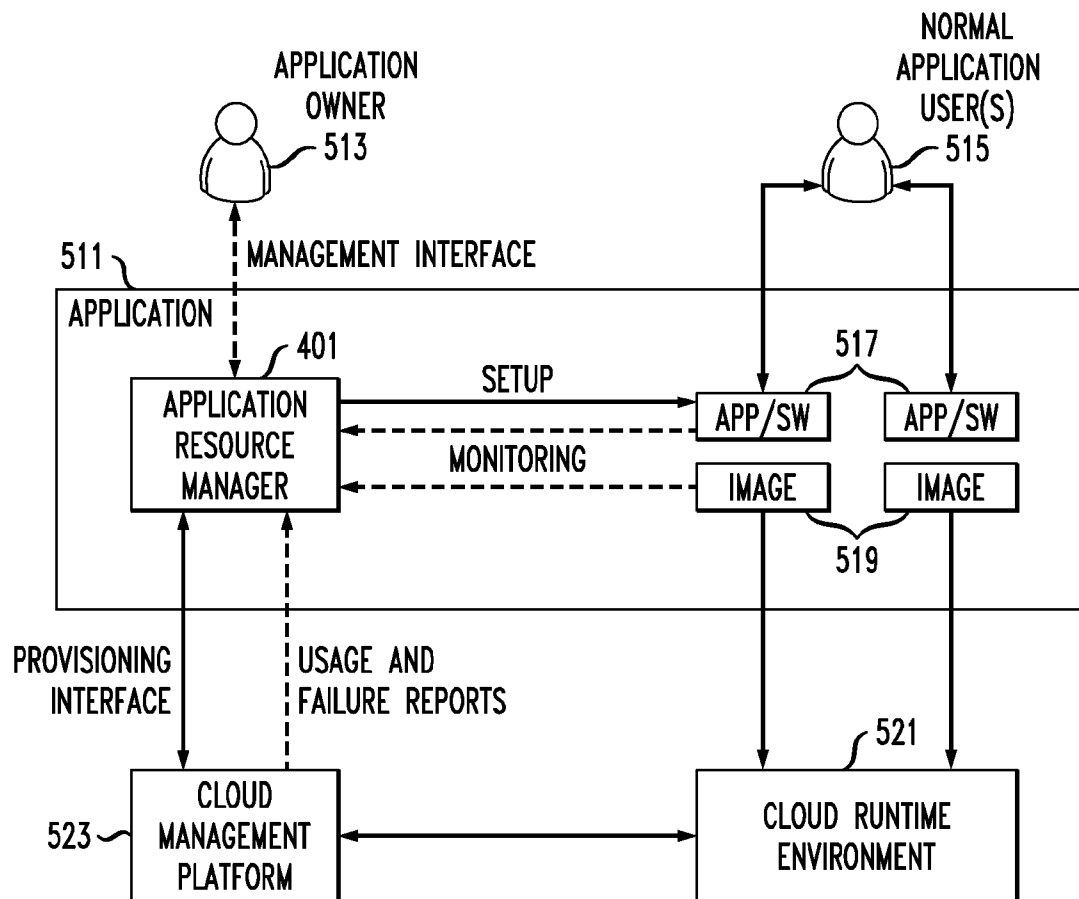 APPLICATION
OWNER
513
NORMAL
APPLICATION
USER(S)
515
511
MANAGEMENT INTERFACE
APPLICATION
401
APPLICATION
RESOURCE
MANAGER
SETUP
MONITORING
517
APP/SW
APP/SW
IMAGE
IMAGE
519
PROVISIONING
INTERFACE
USAGE AND
FAILURE REPORTS
523
CLOUD
MANAGEMENT
PLATFORM
521
CLOUD RUNTIME
ENVIRONMENT